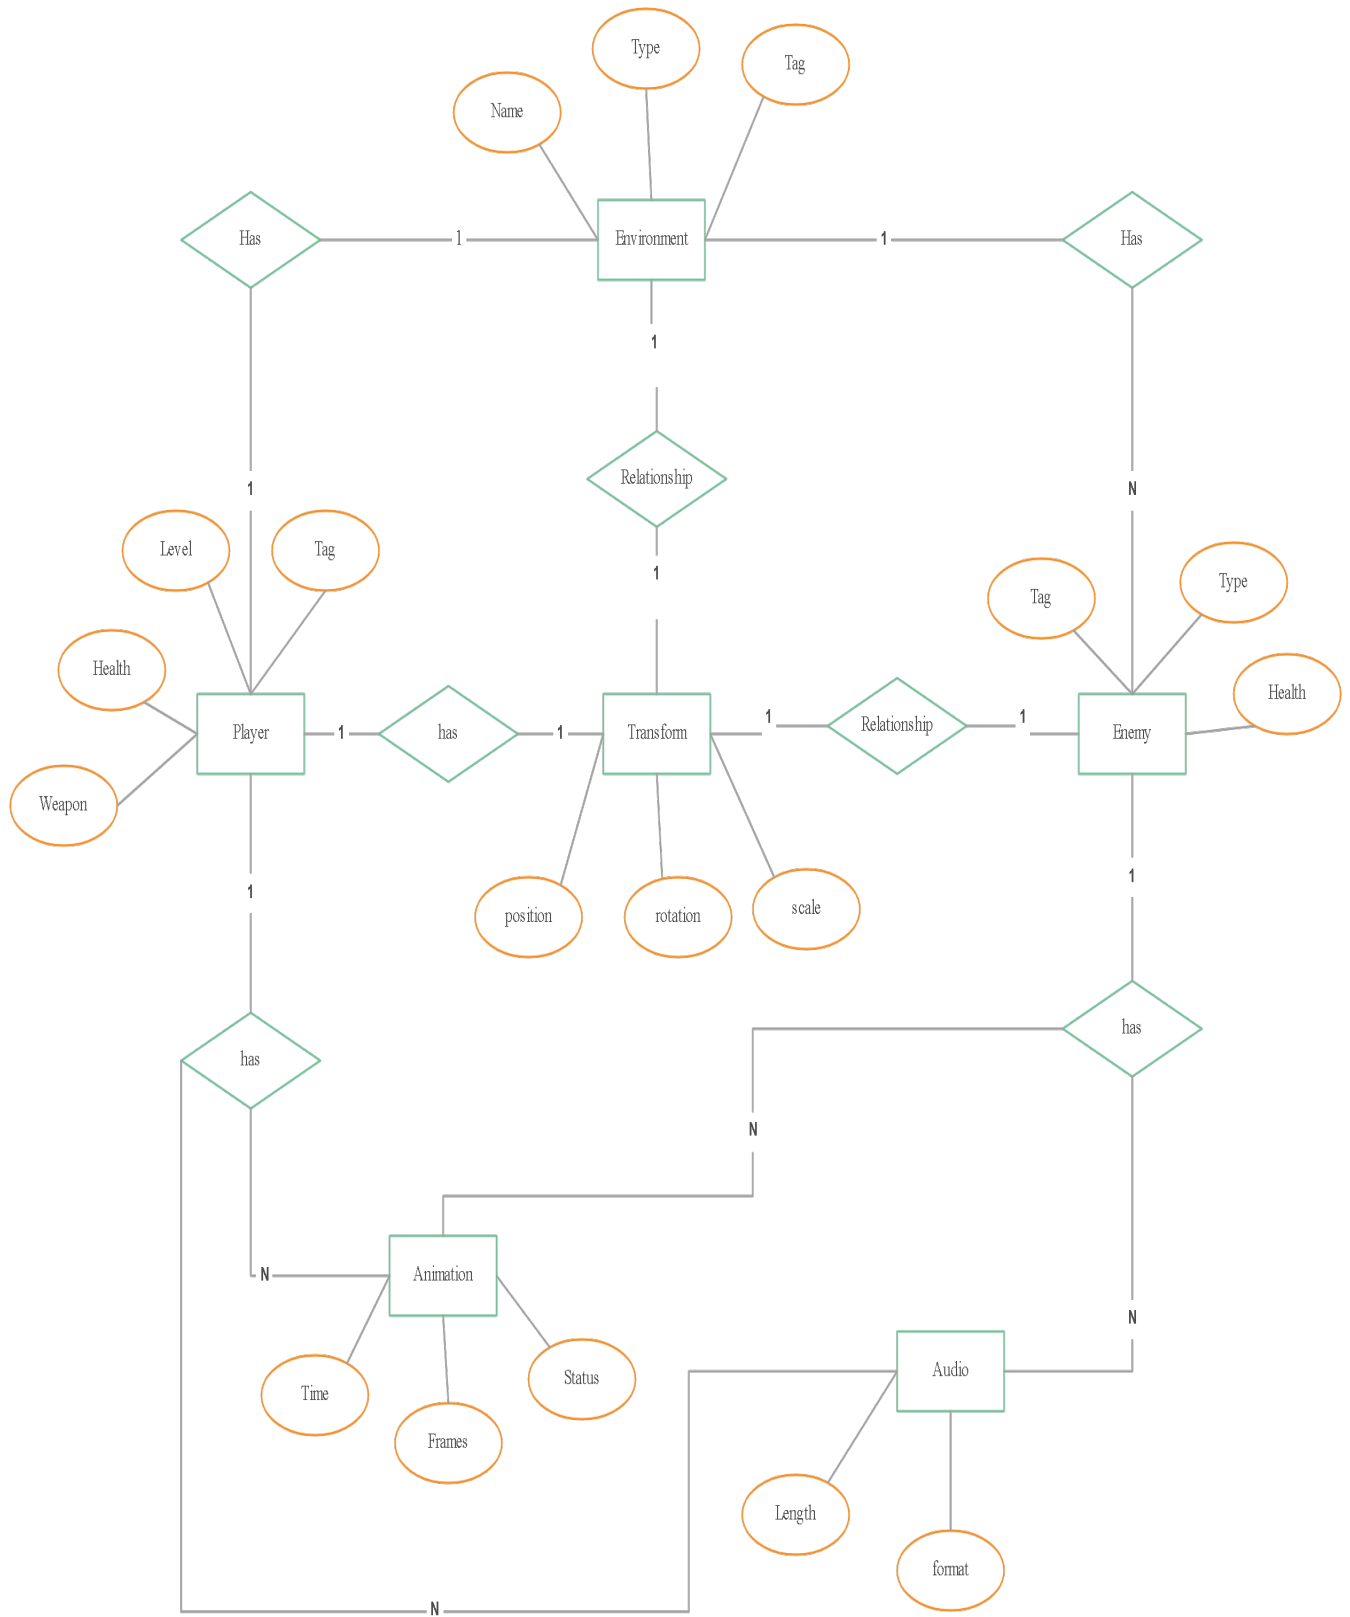 Type
Tag
Name
Has
1
Environment
1
Has
1
Relationship
1
N
1
Level
Tag
Tag
Type
Health
Health
Player
1
has
1
Transform
1
Relationship
1
Enemy
Weapon
1
1
position
rotation
scale
has
has
N
N
Animation
N
Audio
Time
Frames
Status
Length
format
N